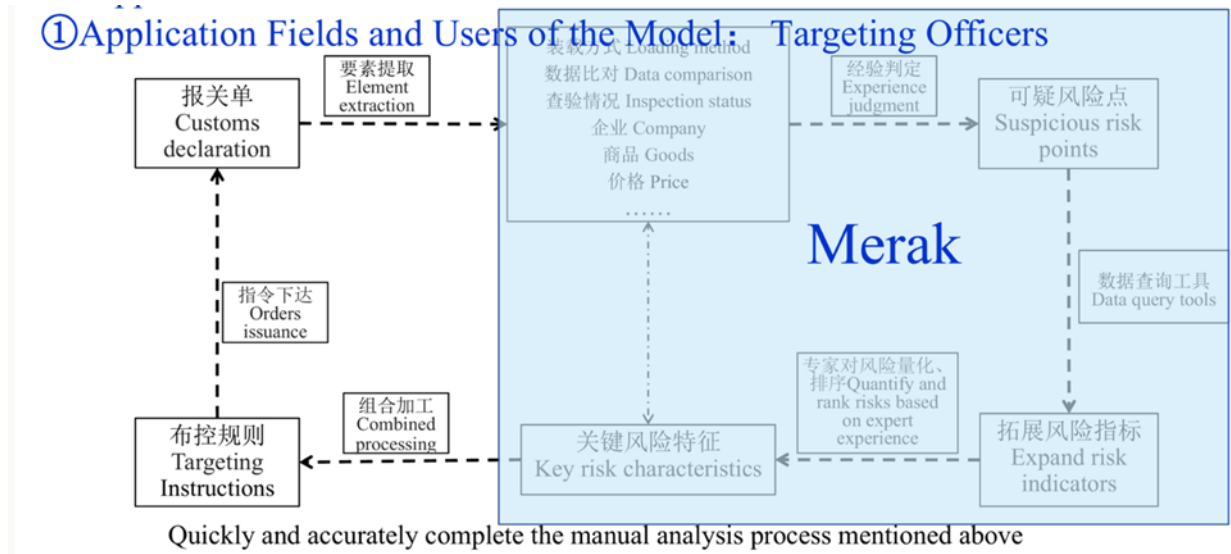 ①Application Fields and Users of the Model： Targeting Officers
报关单
Customs
declaration
要素提取
Element
extraction
装载方式 Loading method
数据比对 Data comparison
查验情况 Inspection status
企业 Company
商品 Goods
价格 Price
……
经验判定
Experience
judgment
可疑风险点
Suspicious risk
points
Merak
数据查询工具
Data query tools
指令下达
Orders
issuance
专家对风险量化、
排序Quantify and
rank risks based
on expert
experience
布控规则
Targeting
Instructions
组合加工
Combined
processing
关键风险特征
Key risk characteristics
拓展风险指标
Expand risk
indicators
Quickly and accurately complete the manual analysis process mentioned above